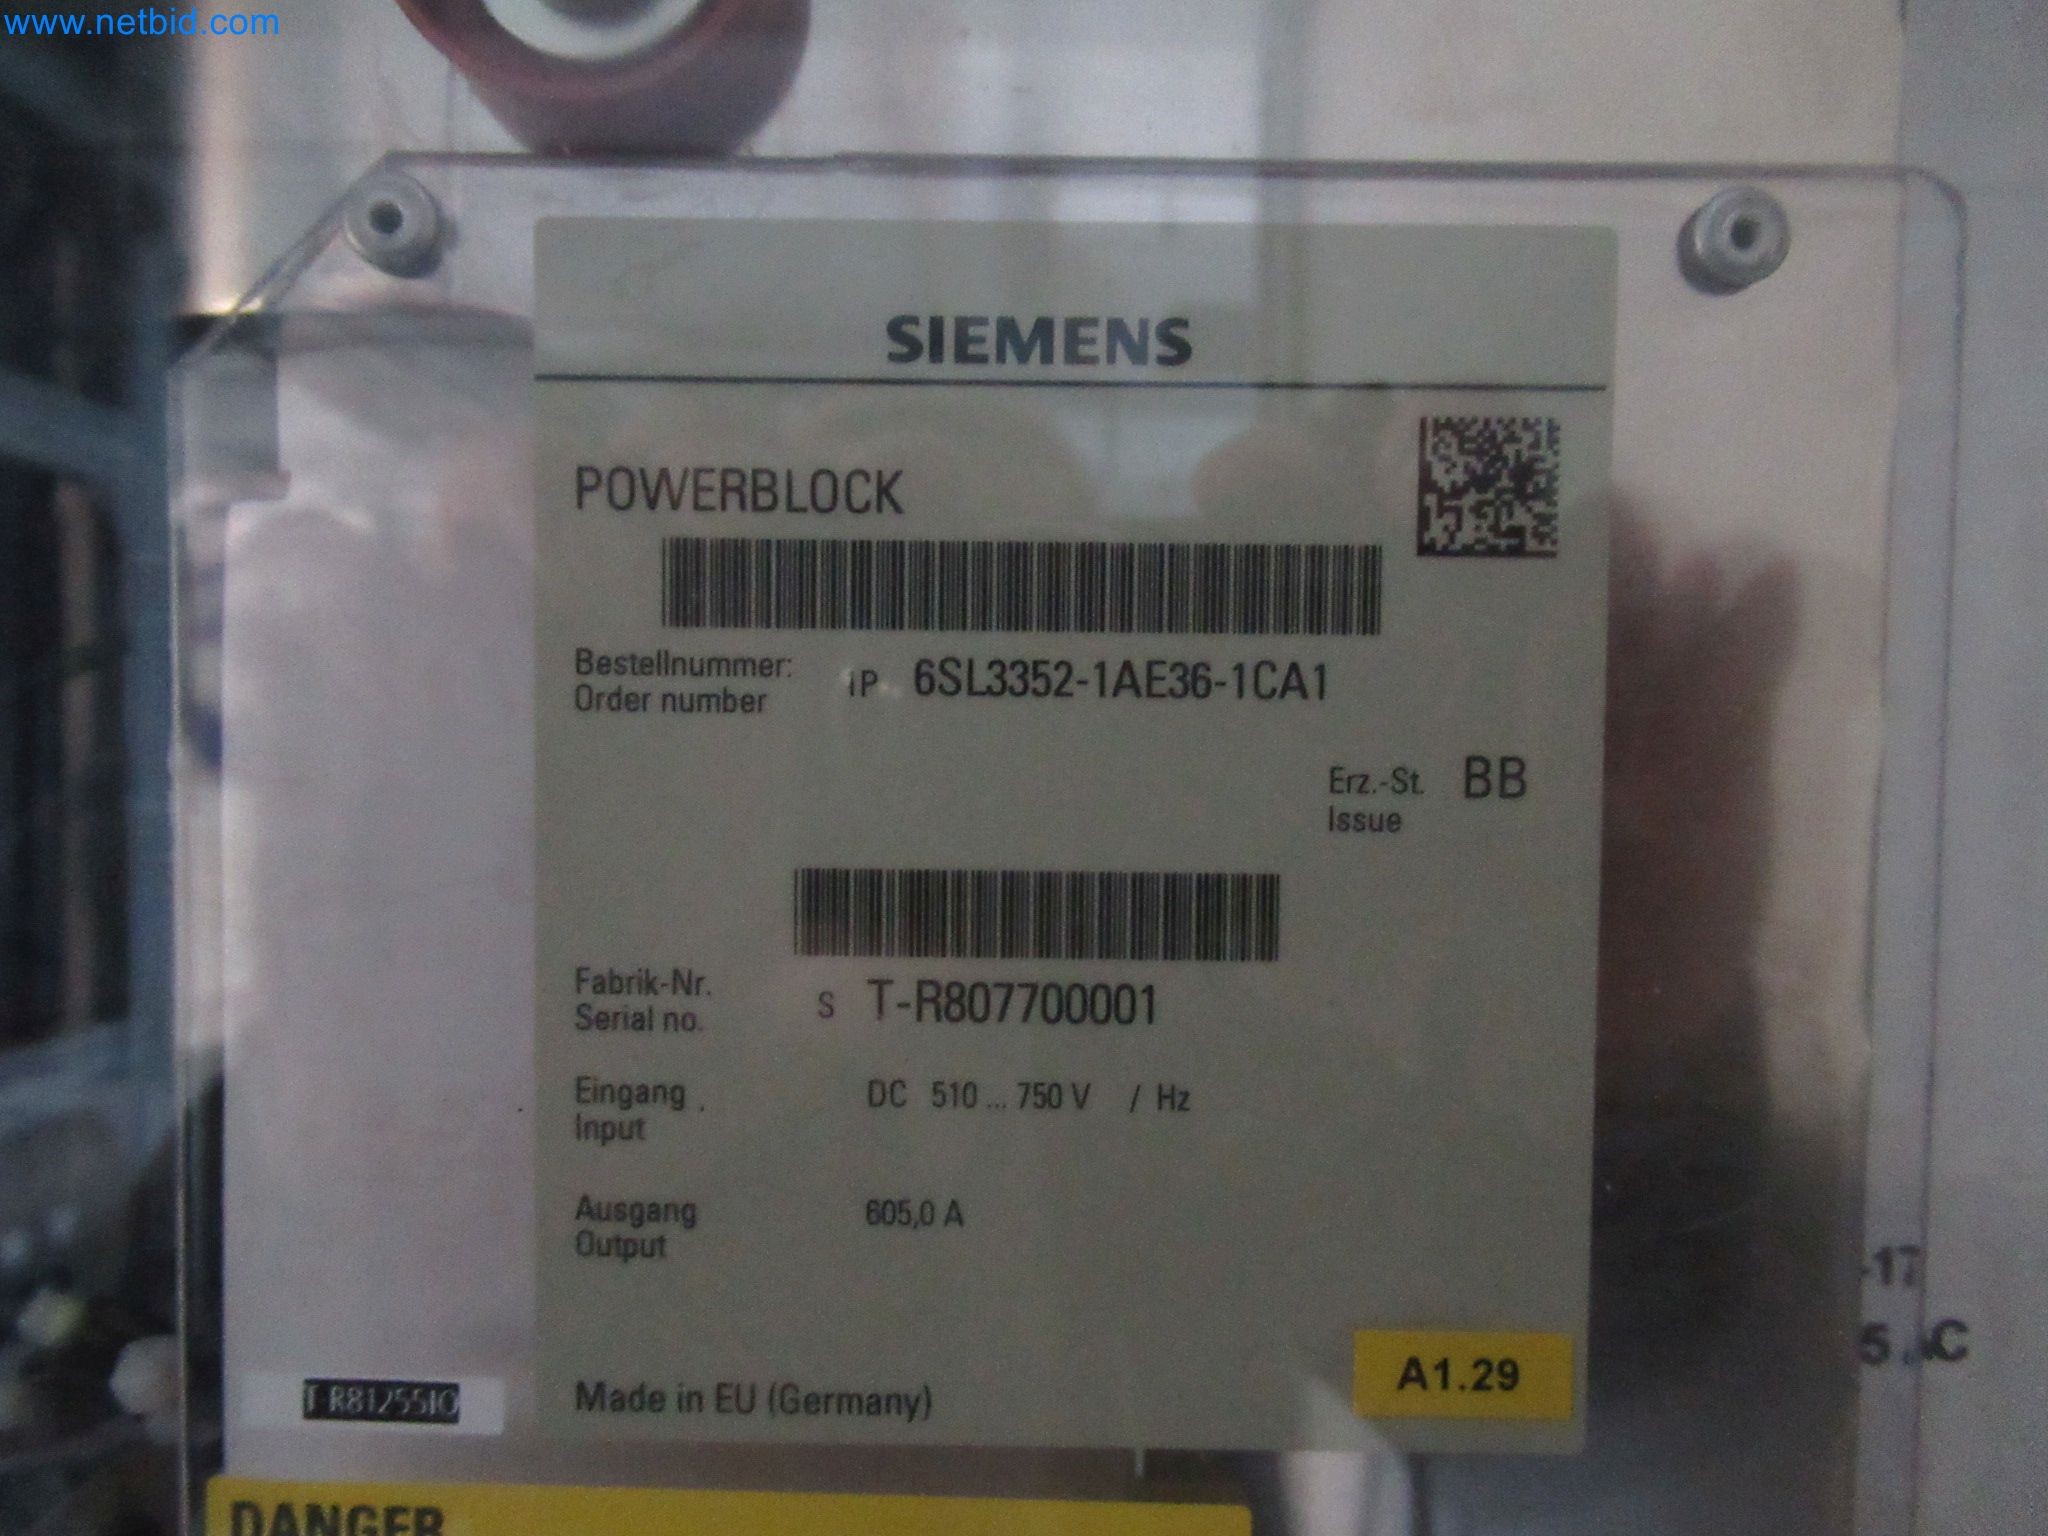 www.netbid.com
SIEMENS
POWERBLOCK
Bestellnummer:
Order number
1P 6SL3352-1AE36-1CA1
Erz.-St. BB
Issue
Fabrik-Nr.
Serial no.
S T-R807700001
Eingang
Input
DC 510 ... 750 V / Hz
Ausgang
Output
605,0 A
-17
A1.29
Made in EU (Germany)
DANGER